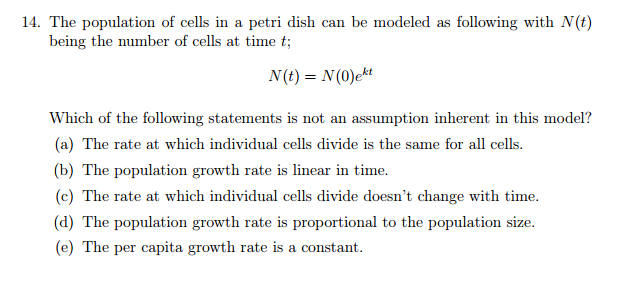 14. The population of cells in a petri dish can be modeled as following with N(t)
being the number of cells at time t;
N(t) = N(0)e^{kt}
Which of the following statements is not an assumption inherent in this model?
(a) The rate at which individual cells divide is the same for all cells.
(b) The population growth rate is linear in time.
(c) The rate at which individual cells divide doesn't change with time.
(d) The population growth rate is proportional to the population size.
(e) The per capita growth rate is a constant.